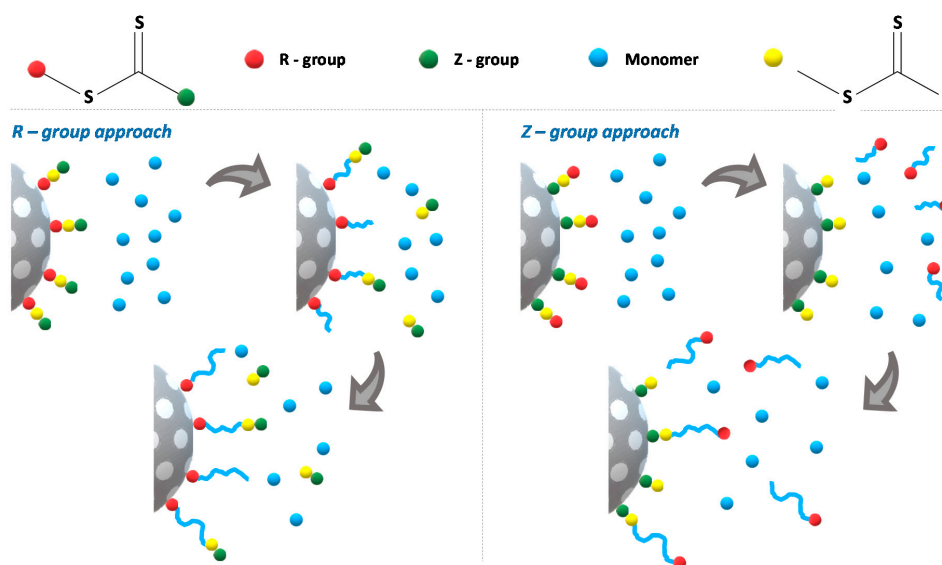 S
S
R - group
Z - group
Monomer
S
S
R – group approach
Z – group approach